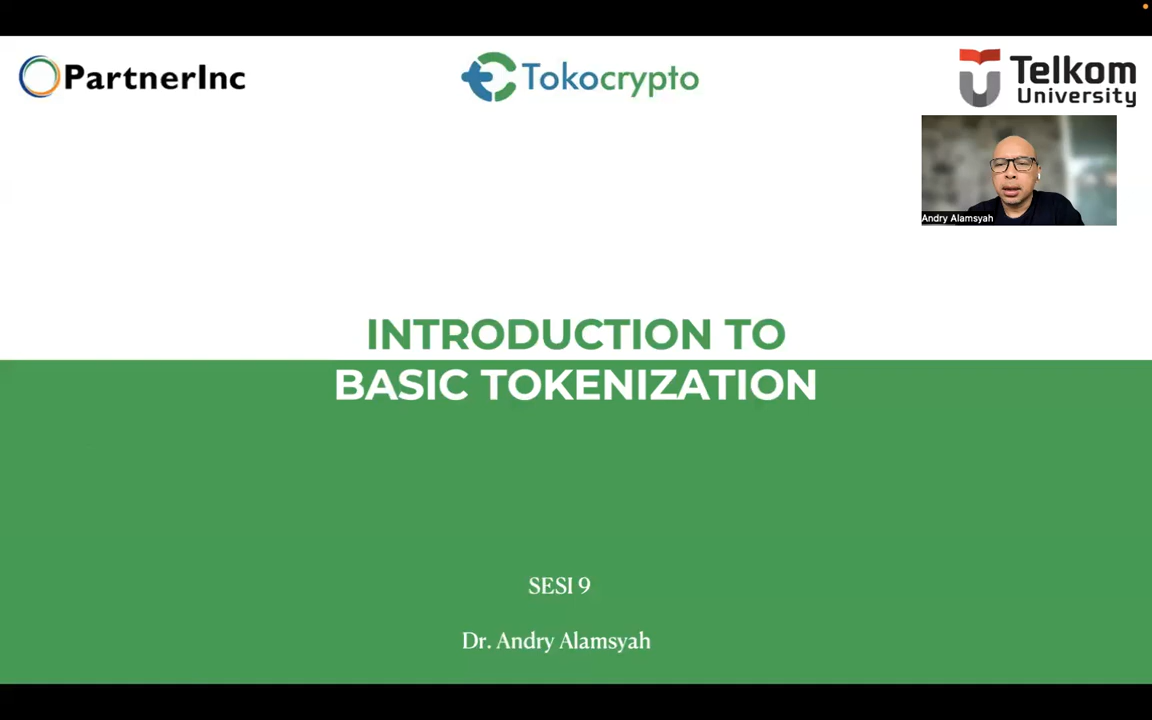 PartnerInc
Tokocrypto
Telkom
University
Andry Alamsyah
INTRODUCTION TO
BASIC TOKENIZATION
SESI 9
Dr. Andry Alamsyah